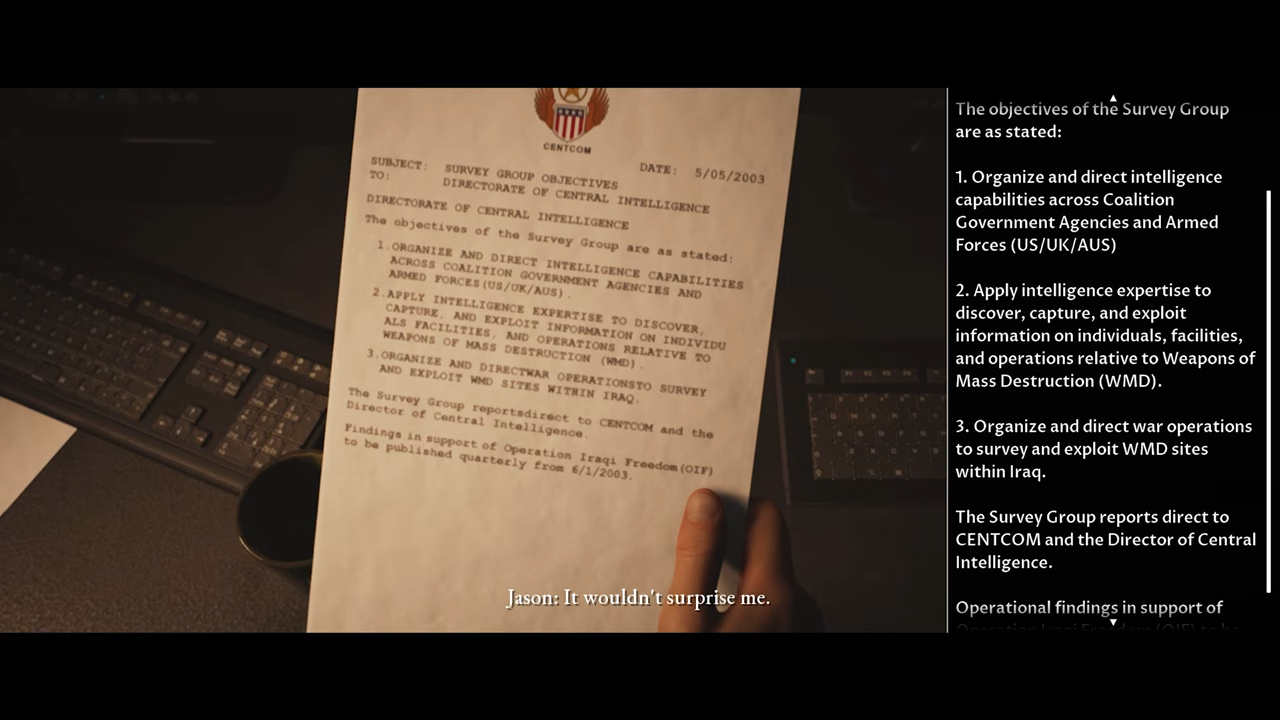 CENTCOM
SUBJECT: SURVEY GROUP OBJECTIVES DATE: 5/05/2003
TO: DIRECTORATE OF CENTRAL INTELLIGENCE
DIRECTORATE OF CENTRAL INTELLIGENCE
The objectives of the Survey Group are as stated:
1.ORGANIZE AND DIRECT INTELLIGENCE CAPABILITIES
ACROSS COALITION GOVERNMENT AGENCIES AND
ARMED FORCES(US/UK/AUS).
2.APPLY INTELLIGENCE EXPERTISE TO DISCOVER,
CAPTURE, AND EXPLOIT INFORMATION ON INDIVIDU
ALS FACILITIES, AND OPERATIONS RELATIVE TO
WEAPONS OF MASS DESTRUCTION (WMD).
3.ORGANIZE AND DIRECTWAR OPERATIONSTO SURVEY
AND EXPLOIT WMD SITES WITHIN IRAQ.
The Survey Group reportsdirect to CENTCOM and the
Director of Central Intelligence.
Findings in support of Operation Iraqi Freedom(OIF)
to be published quarterly from 6/1/2003.
Jason: It wouldn't surprise me.
The objectives of the Survey Group
are as stated:
1. Organize and direct intelligence
capabilities across Coalition
Government Agencies and Armed
Forces (US/UK/AUS)
2. Apply intelligence expertise to
discover, capture, and exploit
information on individuals, facilities,
and operations relative to Weapons of
Mass Destruction (WMD).
3. Organize and direct war operations
to survey and exploit WMD sites
within Iraq.
The Survey Group reports direct to
CENTCOM and the Director of Central
Intelligence.
Operational findings in support of
Operation Iraqi Freedom (OIF) to be